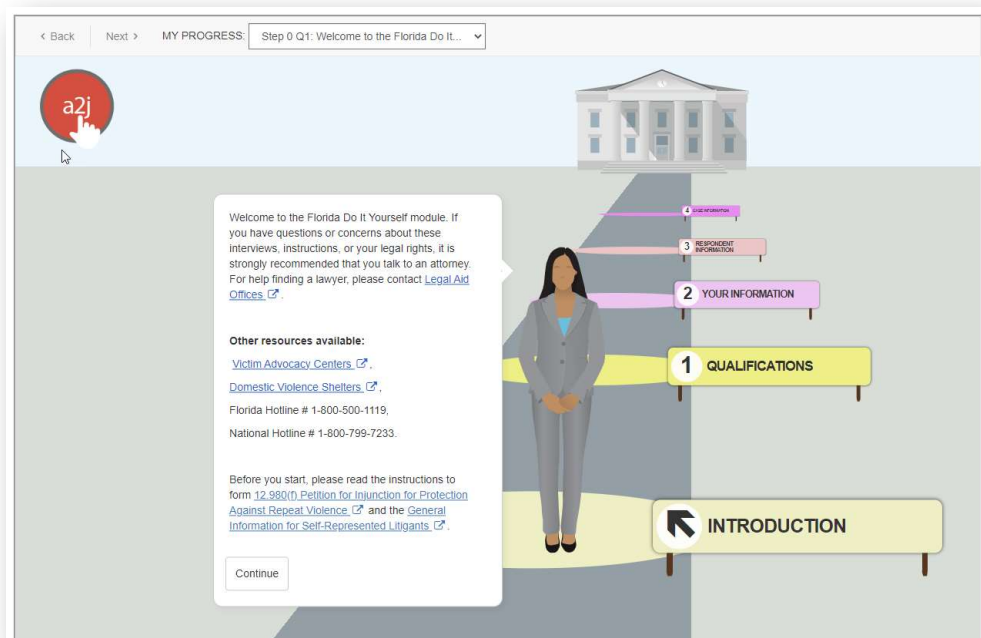 Back Next MY PROGRESS: Step 0 Q1: Welcome to the Florida Do It...
a2j
Welcome to the Florida Do It Yourself module. If
you have questions or concerns about these
interviews, instructions, or your legal rights, it is
strongly recommended that you talk to an attorney.
For help finding a lawyer, please contact Legal Aid
Offices .
Other resources available:
Victim Advocacy Centers ,
Domestic Violence Shelters ,
Florida Hotline # 1-800-500-1119,
National Hotline # 1-800-799-7233.
Before you start, please read the instructions to
form 12.980(f) Petition for Injunction for Protection
Against Repeat Violence and the General
Information for Self-Represented Litigants .
Continue
4 CASE INFORMATION
3 RESPONDENT
INFORMATION
2 YOUR INFORMATION
1 QUALIFICATIONS
INTRODUCTION